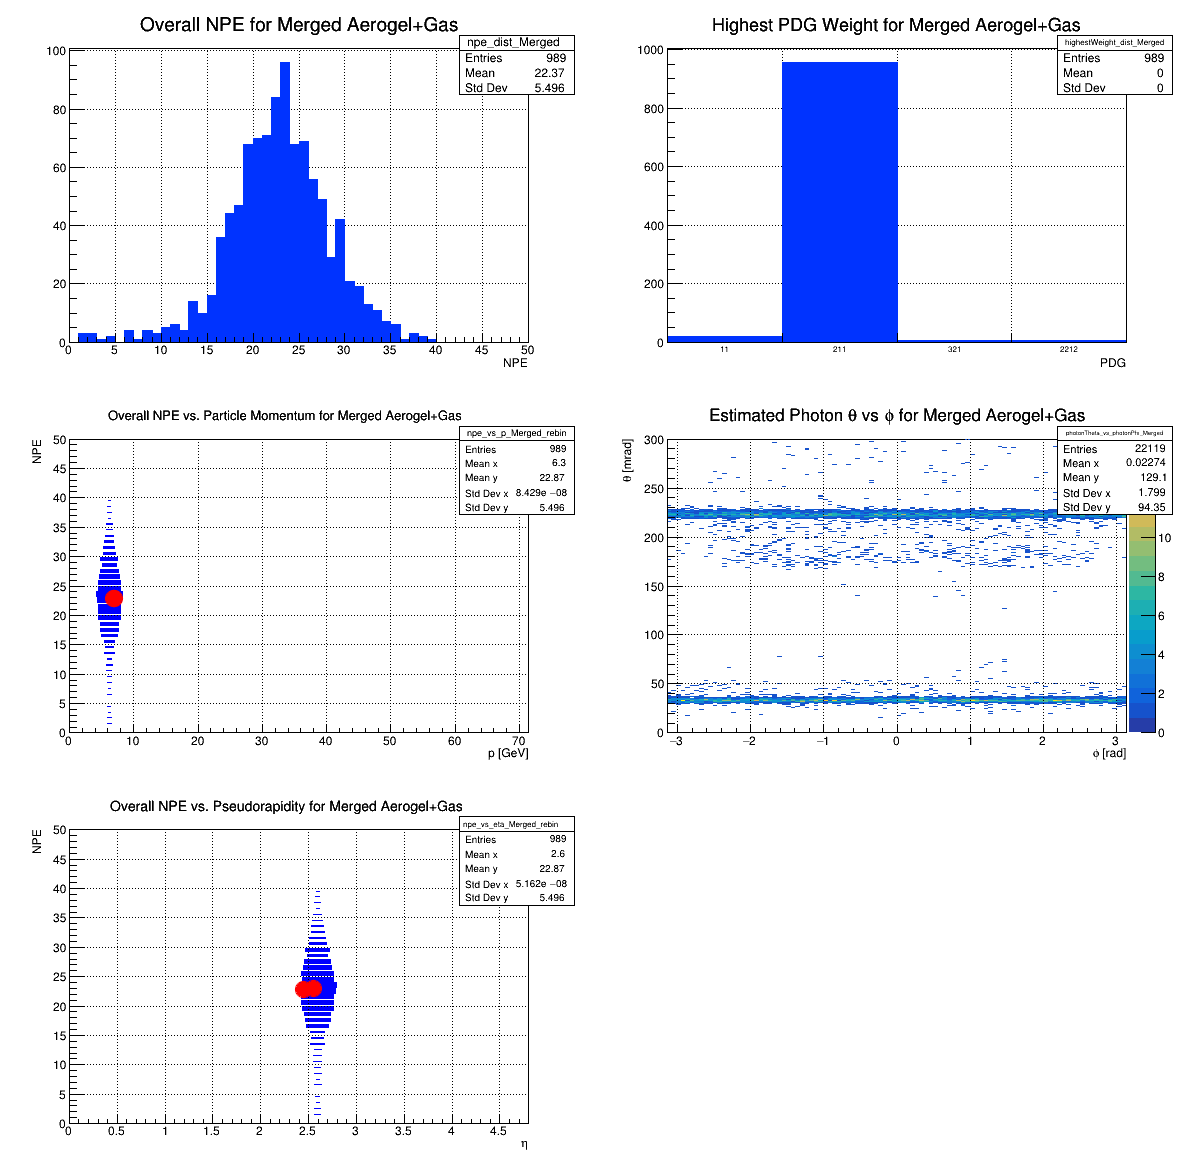 Overall NPE for Merged Aerogel+Gas
npe_dist_Merged
Entries 989
Mean 22.37
Std Dev 5.496
100
80
60
40
20
0
0 5 10 15 20 25 30 35 40 45 50
NPE
Highest PDG Weight for Merged Aerogel+Gas
highestWeight_dist_Merged
Entries 989
Mean 0
Std Dev 0
1000
800
600
400
200
0
11 211 321 2212
PDG
Overall NPE vs. Particle Momentum for Merged Aerogel+Gas
npe_vs_p_Merged_rebin
Entries 989
Mean x 6.3
Mean y 22.87
Std Dev x 8.429e −08
Std Dev y 5.496
NPE
50
45
40
35
30
25
20
15
10
5
0
0 10 20 30 40 50 60 70
p [GeV]
Estimated Photon θ vs ϕ for Merged Aerogel+Gas
photonTheta_vs_photonPhi_Merged
Entries 22119
Mean x 0.02274
Mean y 129.1
Std Dev x 1.799
Std Dev y 94.35
θ [mrad]
300
250
200
150
100
50
0
−3 −2 −1 0 1 2 3
ϕ [rad]
10
8
6
4
2
0
Overall NPE vs. Pseudorapidity for Merged Aerogel+Gas
npe_vs_eta_Merged_rebin
Entries 989
Mean x 2.6
Mean y 22.87
Std Dev x 5.162e −08
Std Dev y 5.496
NPE
50
45
40
35
30
25
20
15
10
5
0
0 0.5 1 1.5 2 2.5 3 3.5 4 4.5
η